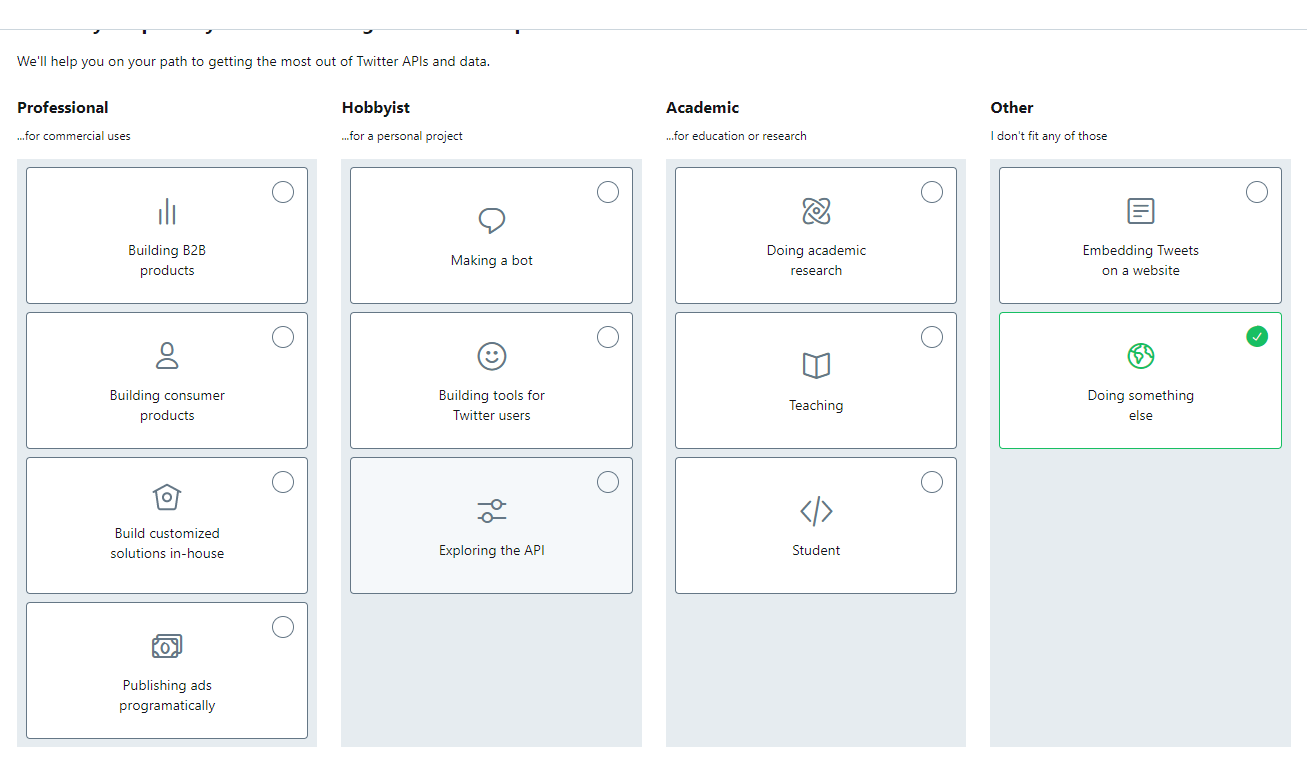 We'll help you on your path to getting the most out of Twitter APIs and data.
Professional
...for commercial uses
Building B2B
products
Building consumer
products
Build customized
solutions in-house
Publishing ads
programatically
Hobbyist
...for a personal project
Making a bot
Building tools for
Twitter users
Exploring the API
Academic
...for education or research
Doing academic
research
Teaching
Student
Other
I don't fit any of those
Embedding Tweets
on a website
Doing something
else